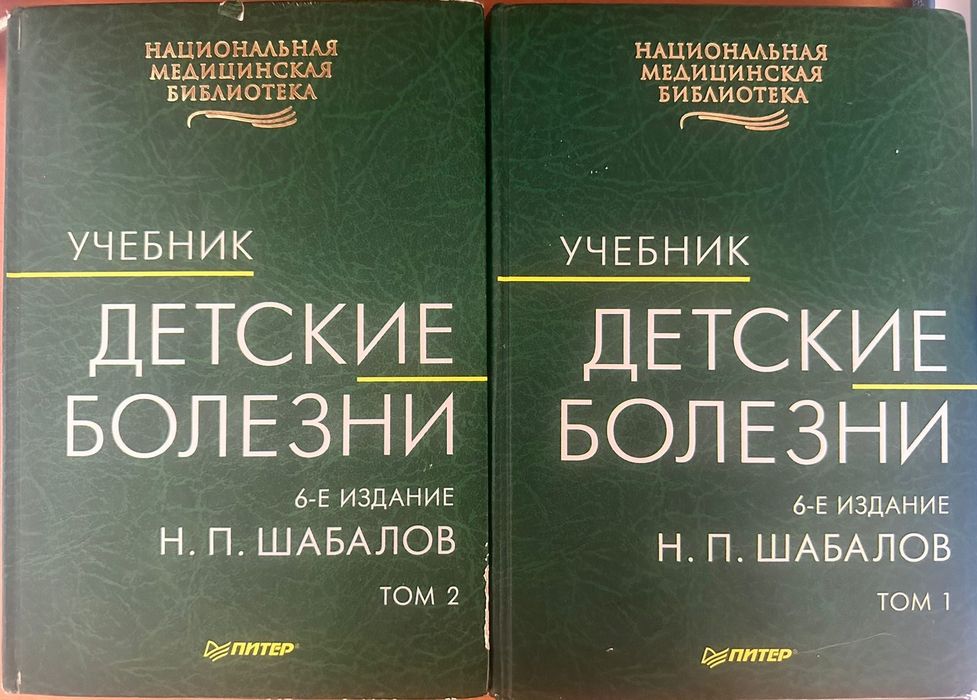 НАЦИОНАЛЬНАЯ
МЕДИЦИНСКАЯ
БИБЛИОТЕКА
УЧЕБНИК
ДЕТСКИЕ
БОЛЕЗНИ
6-Е ИЗДАНИЕ
Н. П. ШАБАЛОВ
ТОМ 2
ПИТЕР®
НАЦИОНАЛЬНАЯ
МЕДИЦИНСКАЯ
БИБЛИОТЕКА
УЧЕБНИК
ДЕТСКИЕ
БОЛЕЗНИ
6-Е ИЗДАНИЕ
Н. П. ШАБАЛОВ
ТОМ 1
ПИТЕР®